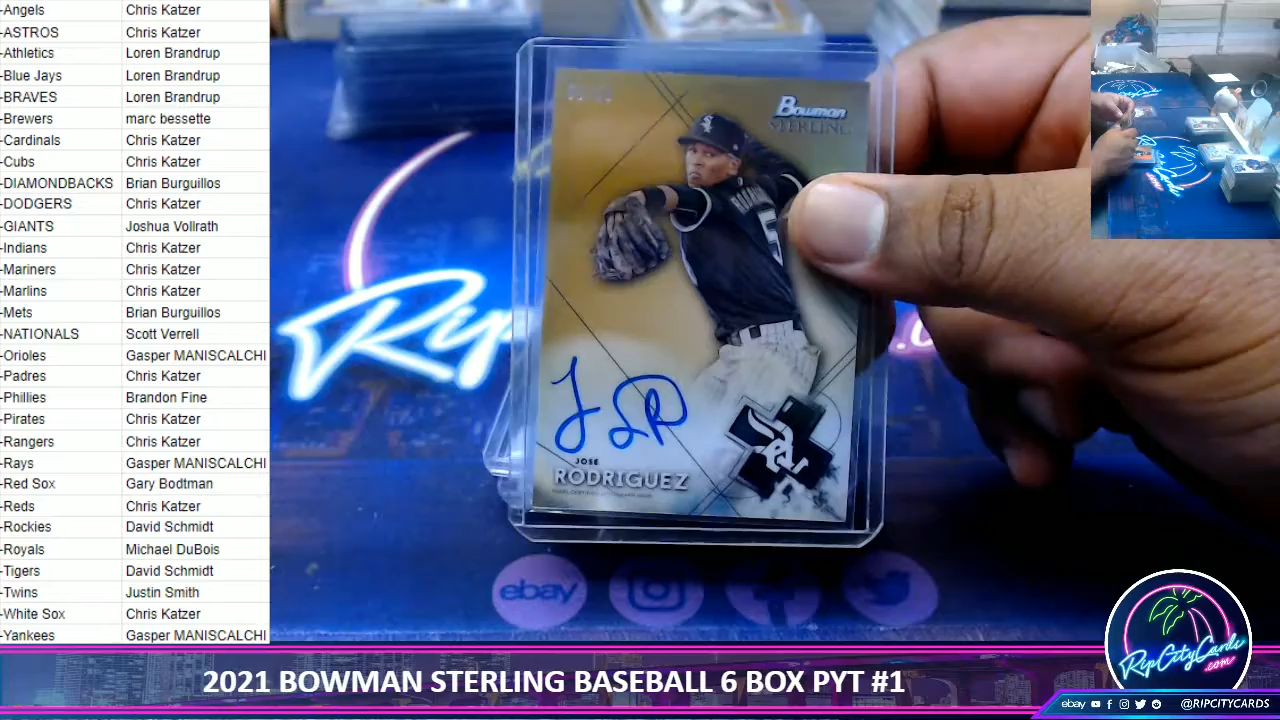 -Angels Chris Katzer
-ASTROS Chris Katzer
-Athletics Loren Brandrup
-Blue Jays Loren Brandrup
-BRAVES Loren Brandrup
-Brewers marc bessette
-Cardinals Chris Katzer
-Cubs Chris Katzer
-DIAMONDBACKS Brian Burguillos
-DODGERS Chris Katzer
-GIANTS Joshua Vollrath
-Indians Chris Katzer
-Mariners Chris Katzer
-Marlins Chris Katzer
-Mets Brian Burguillos
-NATIONALS Scott Verrell
-Orioles Gasper MANISCALCHI
-Padres Chris Katzer
-Phillies Brandon Fine
-Pirates Chris Katzer
-Rangers Chris Katzer
-Rays Gasper MANISCALCHI
-Red Sox Gary Bodtman
-Reds Chris Katzer
-Rockies David Schmidt
-Royals Michael DuBois
-Tigers David Schmidt
-Twins Justin Smith
-White Sox Chris Katzer
-Yankees Gasper MANISCALCHI
Bowman
STERLING
5
JOSE
RODRIGUEZ
Rip
ebay
2021 BOWMAN STERLING BASEBALL 6 BOX PYT #1
RipCityCards
.com
ebay @RIPCITYCARDS